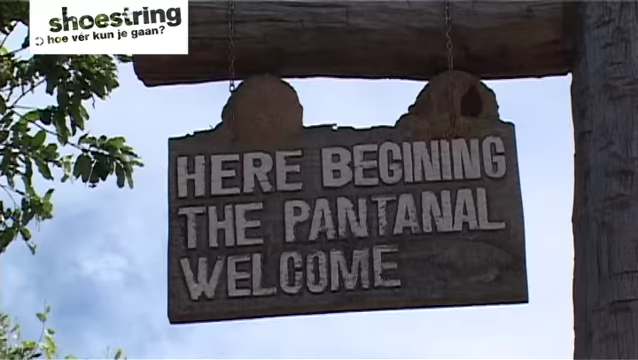 shoestring
hoe vér kun je gaan?
HERE BEGINING
THE PANTANAL
WELCOME